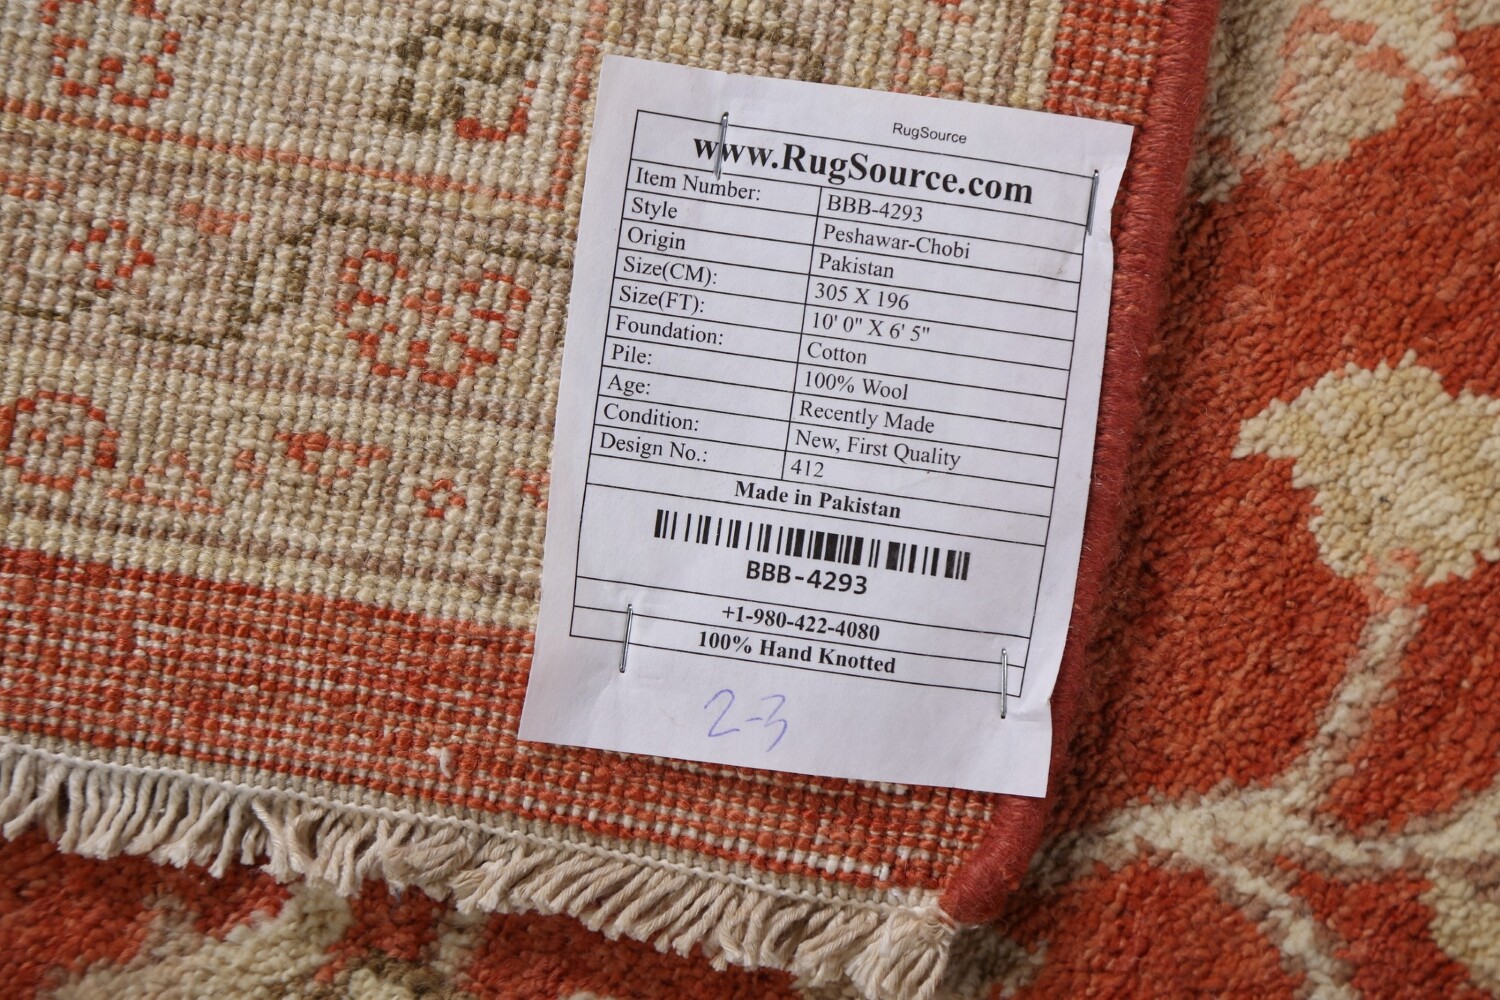 RugSource
www.RugSource.com
Item Number: BBB-4293
Style Peshawar-Chobi
Origin Pakistan
Size(CM): 305 X 196
Size(FT): 10' 0" X 6' 5"
Foundation: Cotton
Pile: 100% Wool
Age: Recently Made
Condition: New, First Quality
Design No.: 412
Made in Pakistan
BBB-4293
+1-980-422-4080
100% Hand Knotted
2-3